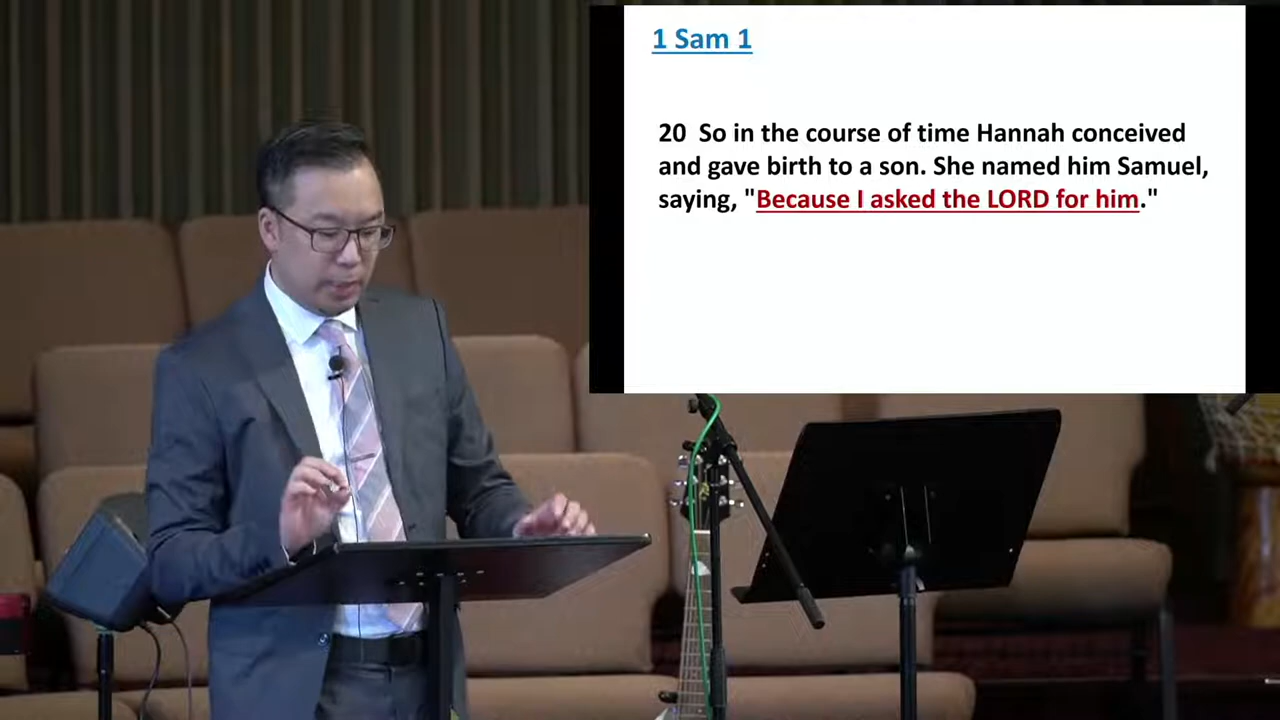 1 Sam 1
20  So in the course of time Hannah conceived
and gave birth to a son. She named him Samuel,
saying, "Because I asked the LORD for him."